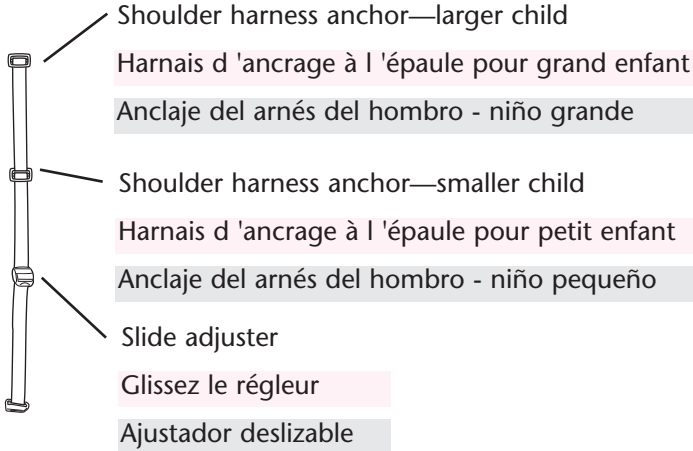 Shoulder harness anchor—larger child
Harnais d 'ancrage à l 'épaule pour grand enfant
Anclaje del arnés del hombro - niño grande
Shoulder harness anchor—smaller child
Harnais d 'ancrage à l 'épaule pour petit enfant
Anclaje del arnés del hombro - niño pequeño
Slide adjuster
Glissez le régleur
Ajustador deslizable